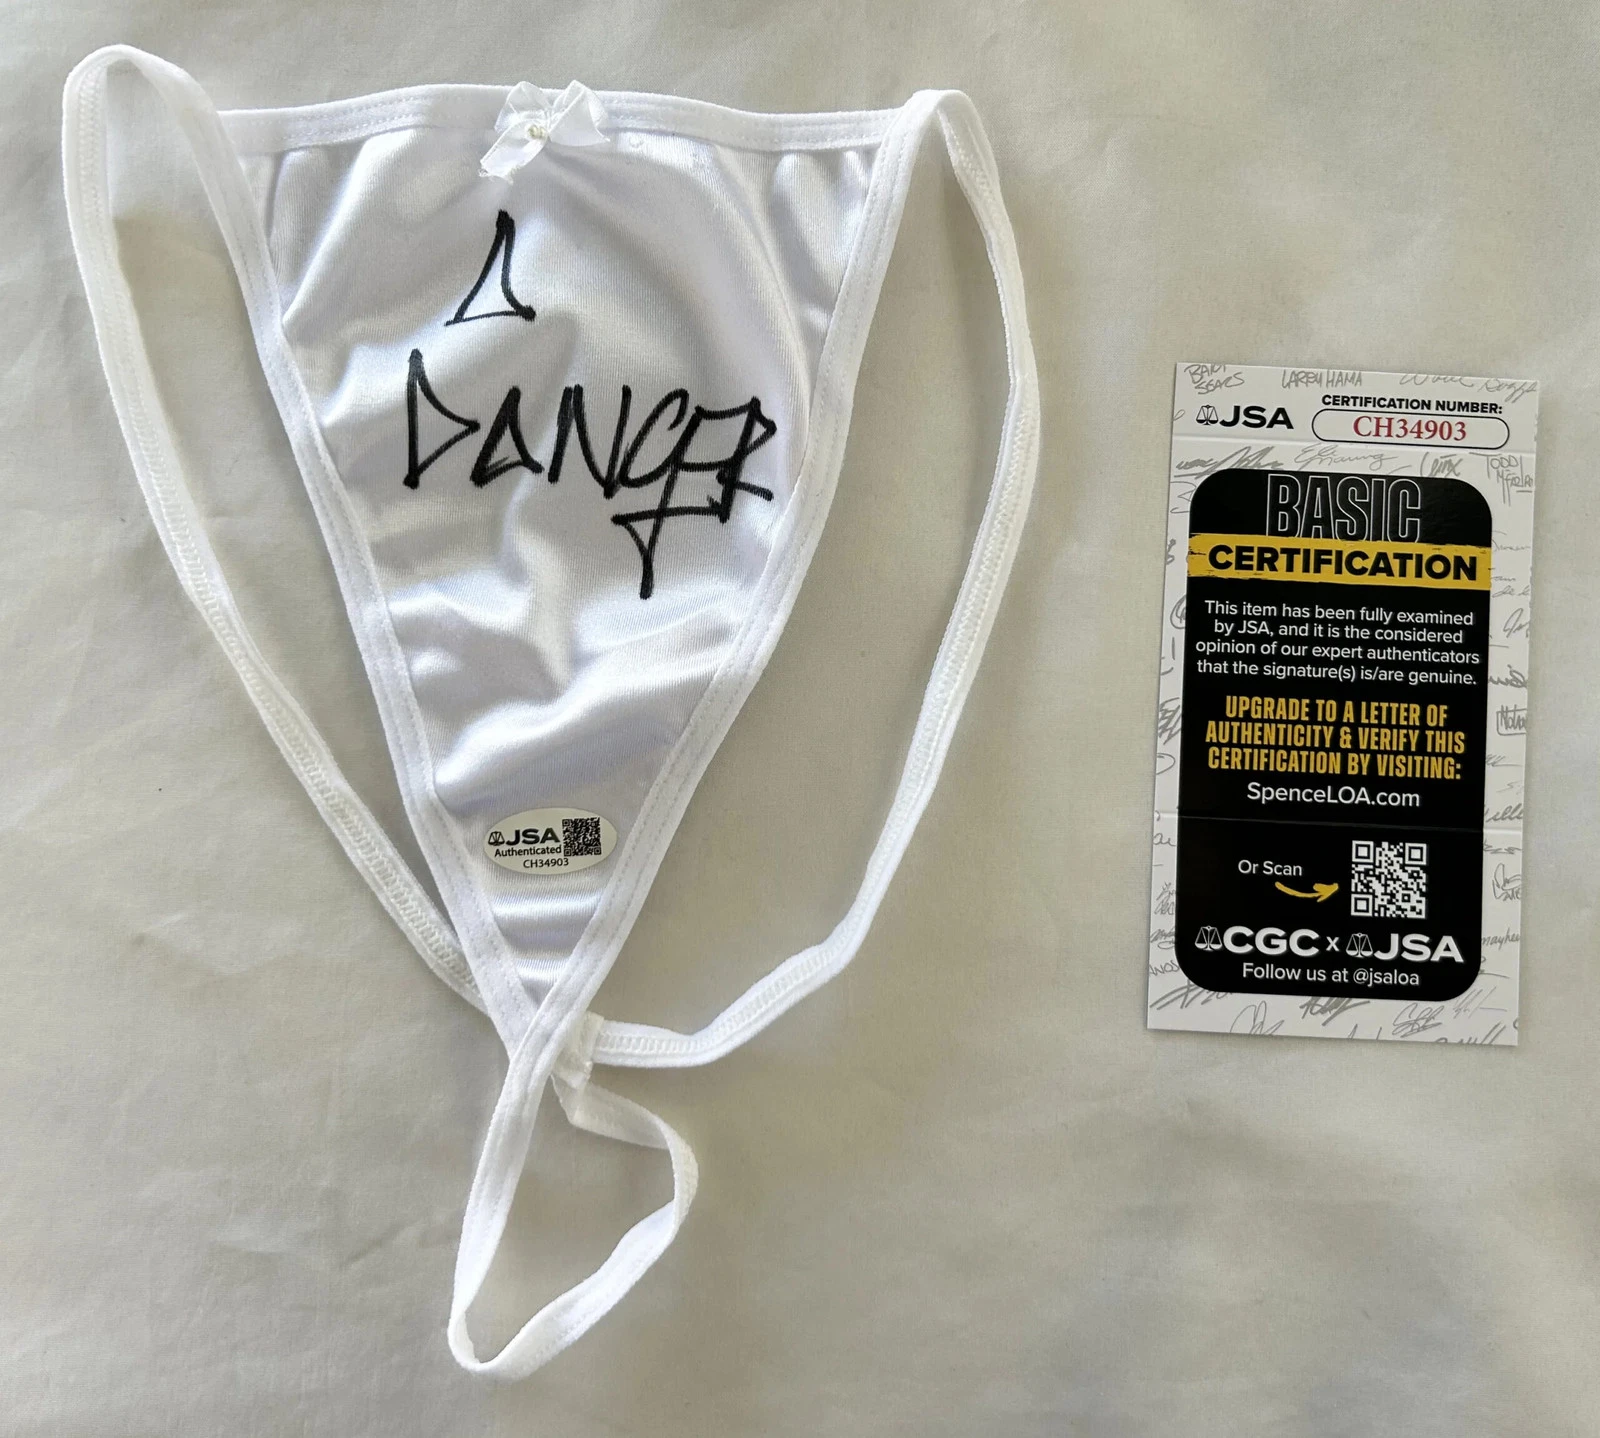 A
DANGER
JSA
Authenticated
CH34903
LARRY HAMA
JSA
CERTIFICATION NUMBER:
CH34903
BASIC
CERTIFICATION
This item has been fully examined
by JSA, and it is the considered
opinion of our expert authenticators
that the signature(s) is/are genuine.
UPGRADE TO A LETTER OF
AUTHENTICITY & VERIFY THIS
CERTIFICATION BY VISITING:
SpenceLOA.com
Or Scan
CGC x JSA
Follow us at @jsaloa